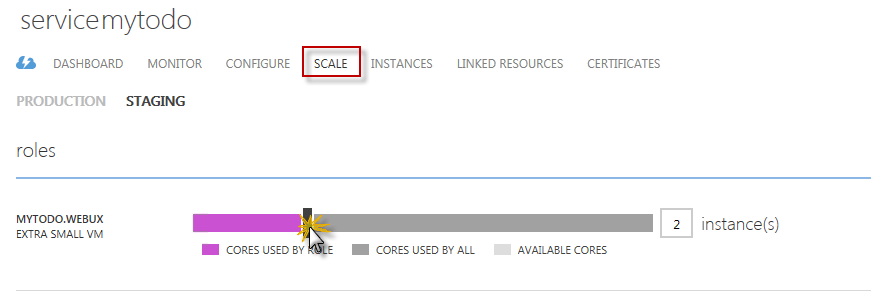 servicemytodo
DASHBOARD MONITOR CONFIGURE SCALE INSTANCES LINKED RESOURCES CERTIFICATES
PRODUCTION STAGING
roles
MYTODO.WEBUX
EXTRA SMALL VM
2 instance(s)
CORES USED BY ROLE CORES USED BY ALL AVAILABLE CORES